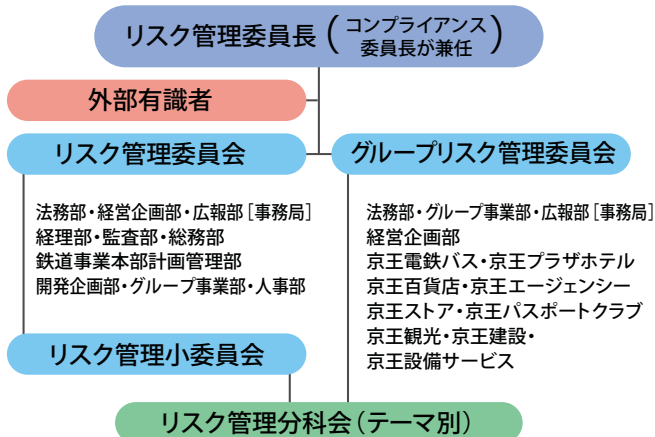 リスク管理委員長（コンプライアンス
委員長が兼任）
外部有識者
リスク管理委員会
法務部・経営企画部・広報部［事務局］
経理部・監査部・総務部
鉄道事業本部計画管理部
開発企画部・グループ事業部・人事部
リスク管理小委員会
グループリスク管理委員会
法務部・グループ事業部・広報部［事務局］
経営企画部
京王電鉄バス・京王プラザホテル
京王百貨店・京王エージェンシー
京王ストア・京王パスポートクラブ
京王観光・京王建設・
京王設備サービス
リスク管理分科会（テーマ別）